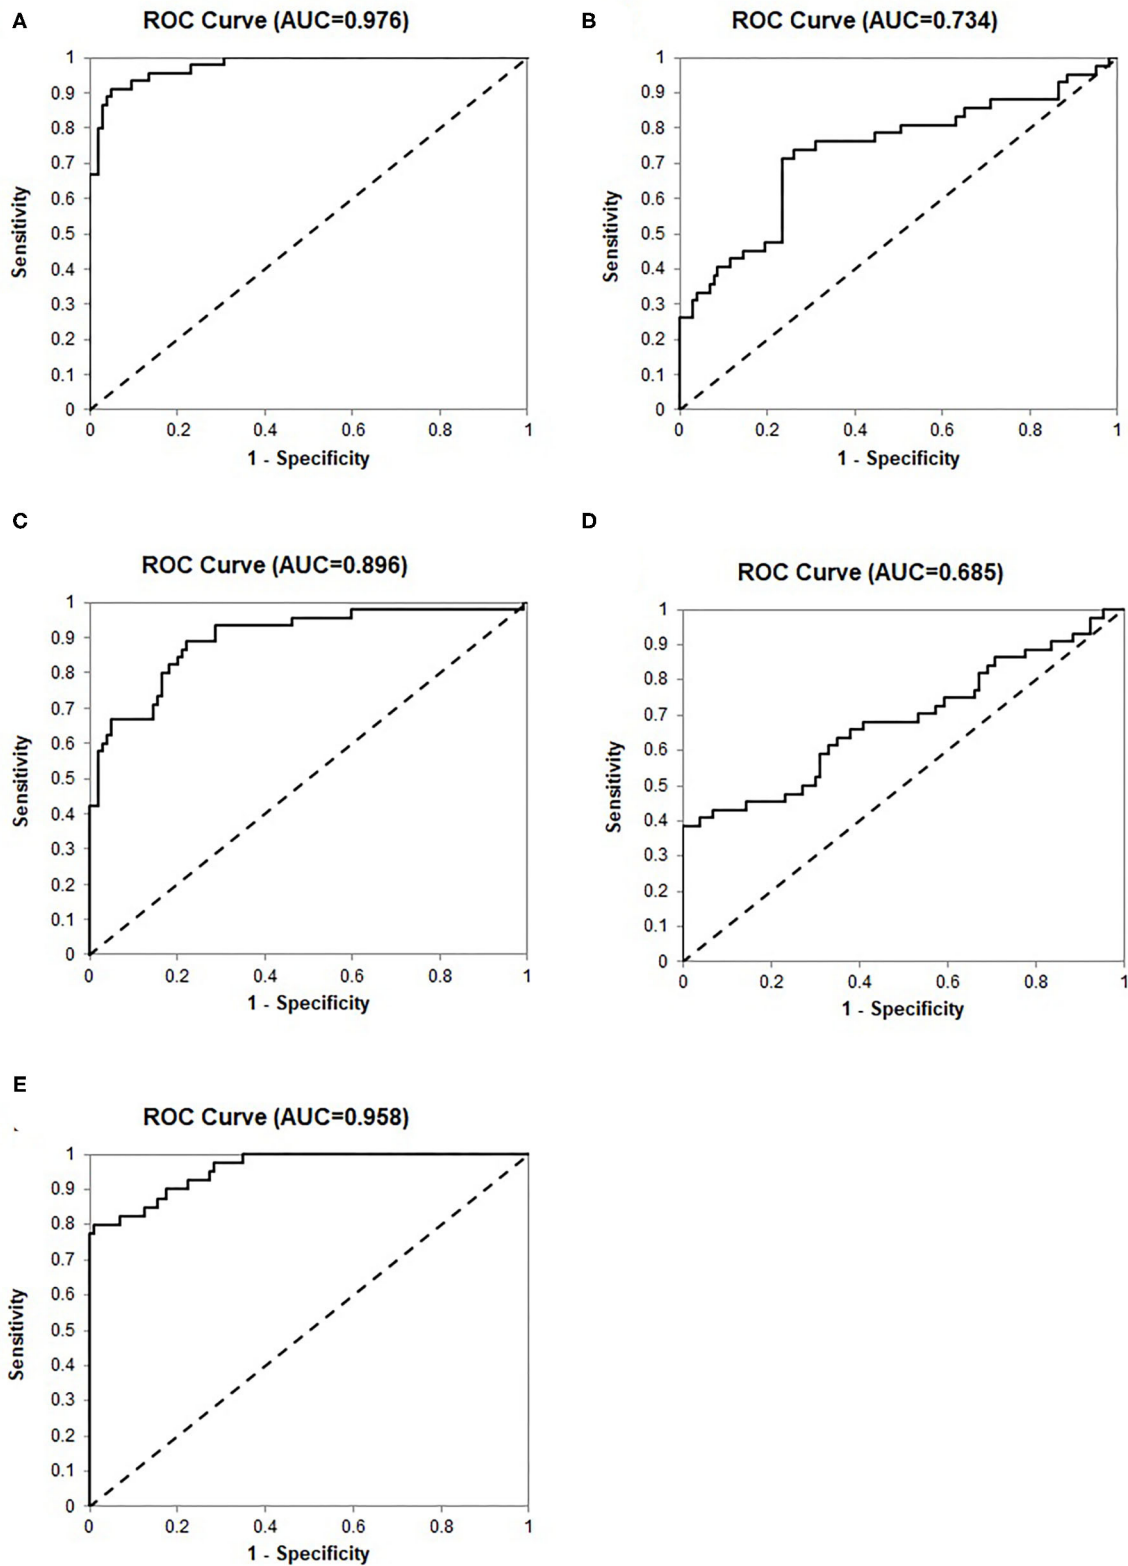 A
ROC Curve (AUC=0.976)
1
0.9
0.8
0.7
0.6
0.5
0.4
0.3
0.2
0.1
0
Sensitivity
0 0.2 0.4 0.6 0.8 1
1 - Specificity
B
ROC Curve (AUC=0.734)
1
0.9
0.8
0.7
0.6
0.5
0.4
0.3
0.2
0.1
0
Sensitivity
0 0.2 0.4 0.6 0.8 1
1 - Specificity
C
ROC Curve (AUC=0.896)
1
0.9
0.8
0.7
0.6
0.5
0.4
0.3
0.2
0.1
0
Sensitivity
0 0.2 0.4 0.6 0.8 1
1 - Specificity
D
ROC Curve (AUC=0.685)
1
0.9
0.8
0.7
0.6
0.5
0.4
0.3
0.2
0.1
0
Sensitivity
0 0.2 0.4 0.6 0.8 1
1 - Specificity
E
ROC Curve (AUC=0.958)
1
0.9
0.8
0.7
0.6
0.5
0.4
0.3
0.2
0.1
0
Sensitivity
0 0.2 0.4 0.6 0.8 1
1 - Specificity